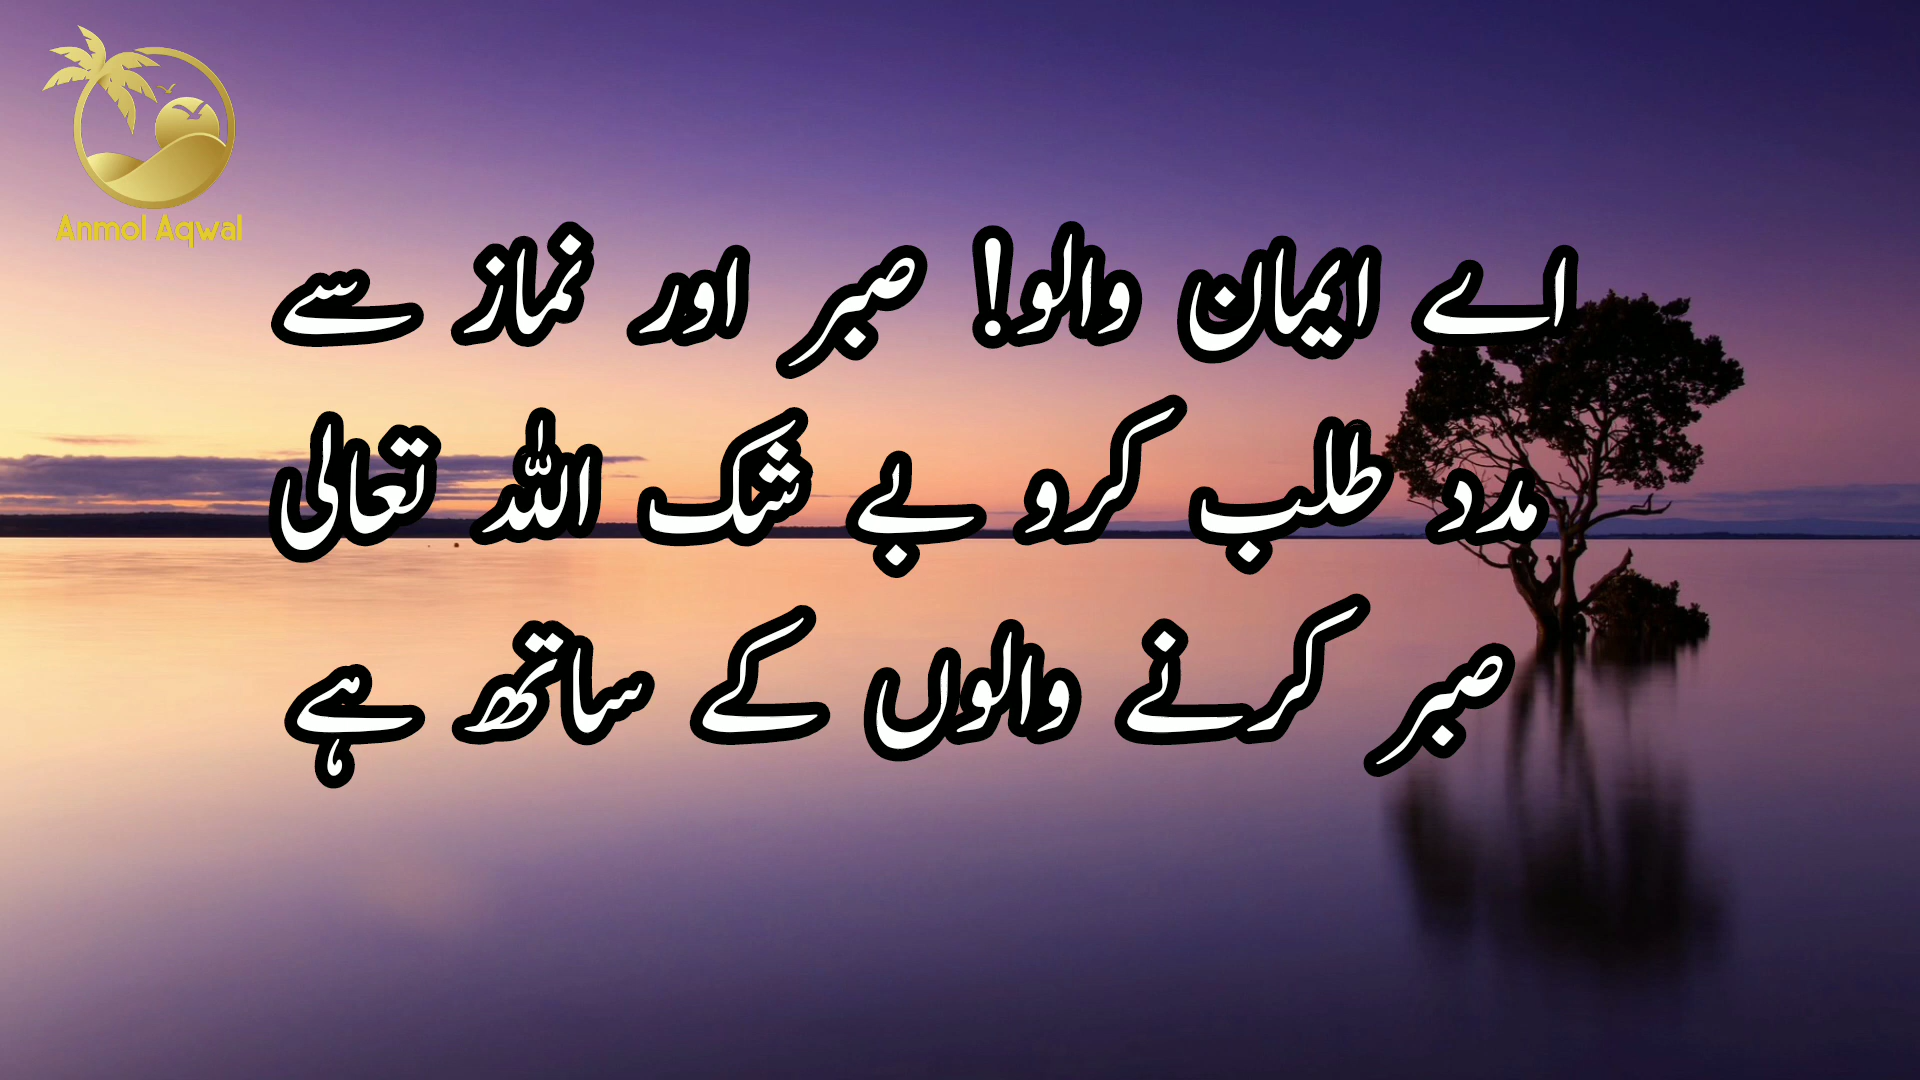 Anmol Aqwal
اے ایمان والو! صبر اور نماز سے
مدد طلب کرو بے شک اللہ تعالی
صبر کرنے والوں کے ساتھ ہے